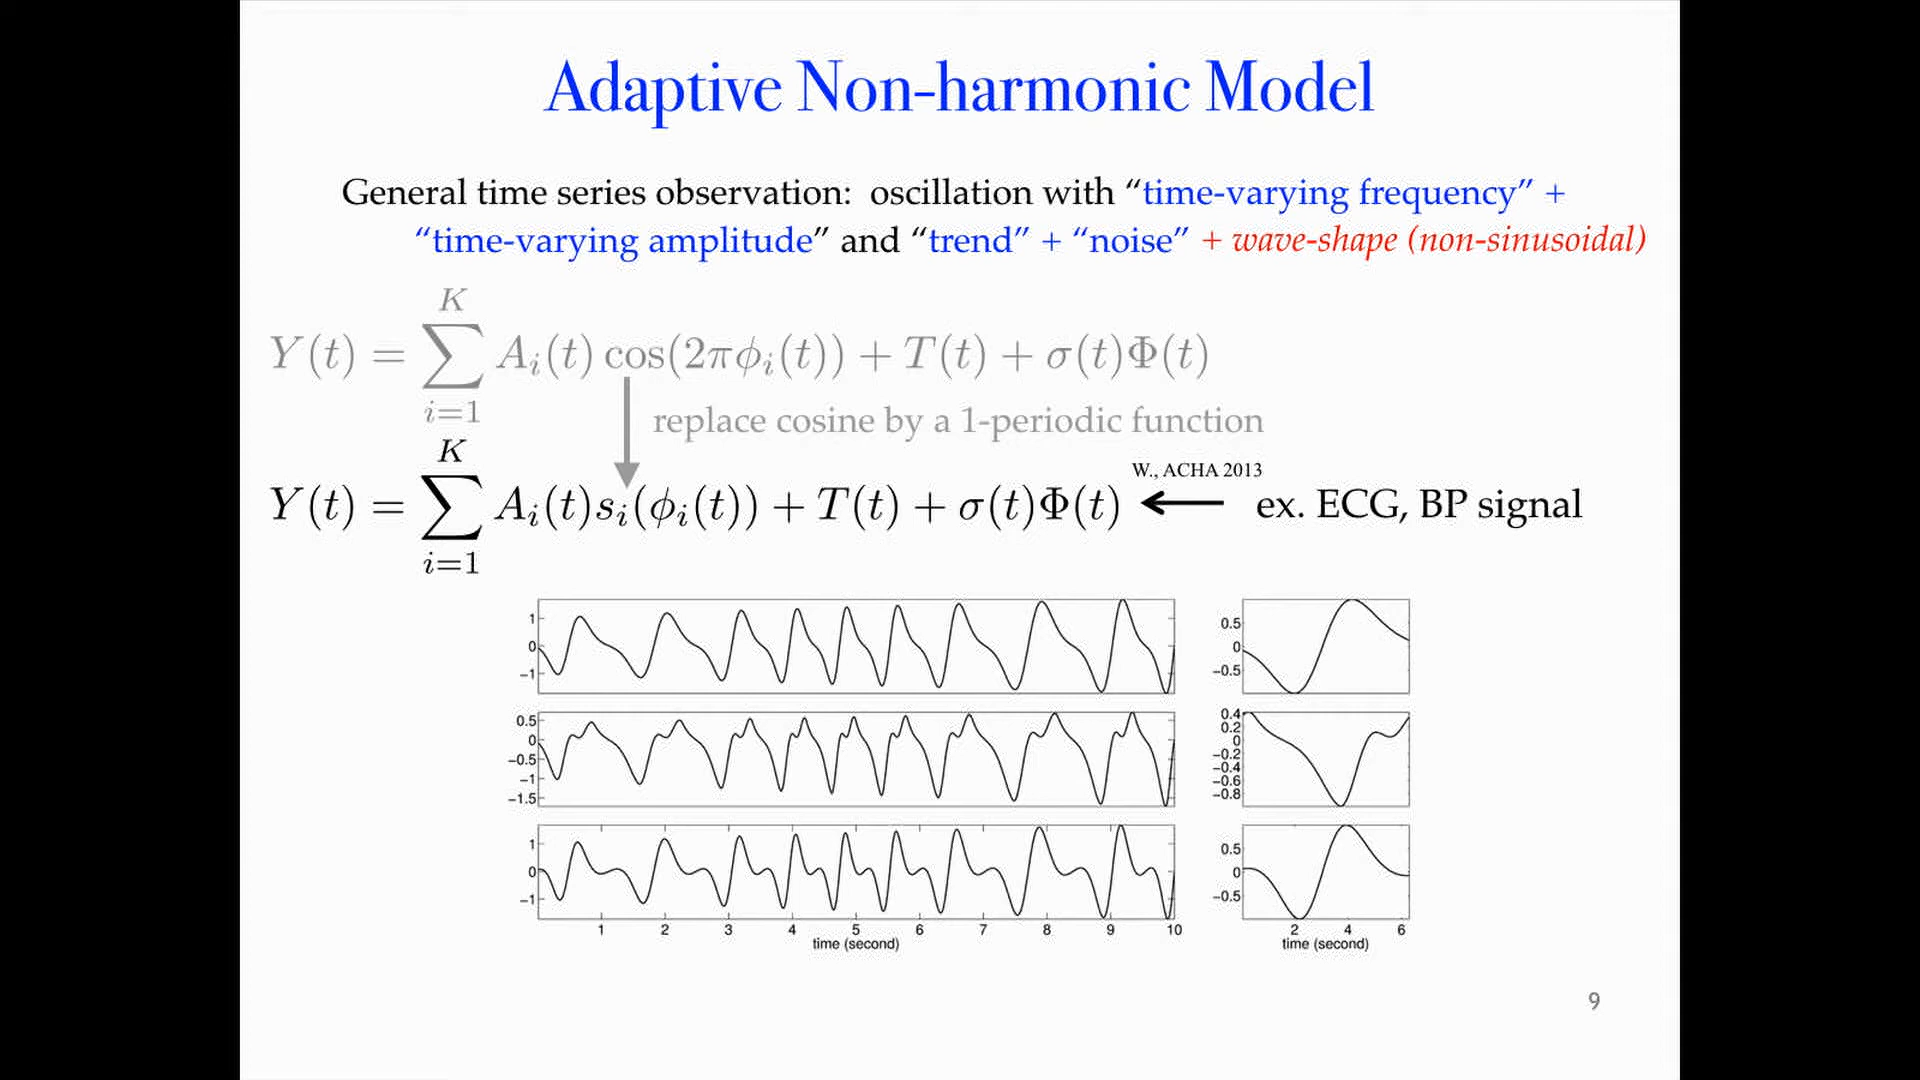 Adaptive Non-harmonic Model
General time series observation:  oscillation with “time-varying frequency” +
“time-varying amplitude” and “trend” + “noise” + wave-shape (non-sinusoidal)
K
Y(t) = ∑ A_i(t) cos(2πϕ_i(t)) + T(t) + σ(t)Φ(t)
i=1
replace cosine by a 1-periodic function
K
W., ACHA 2013
Y(t) = ∑ A_i(t)s_i(ϕ_i(t)) + T(t) + σ(t)Φ(t) ← ex. ECG, BP signal
i=1
1
0
−1
0.5
0
−0.5
0.5
0
−0.5
−1
−1.5
0.4
0.2
0
−0.2
−0.4
−0.6
−0.8
1
0
−1
0.5
0
−0.5
1 2 3 4 5 6 7 8 9 10
time (second)
2 4 6
time (second)
9